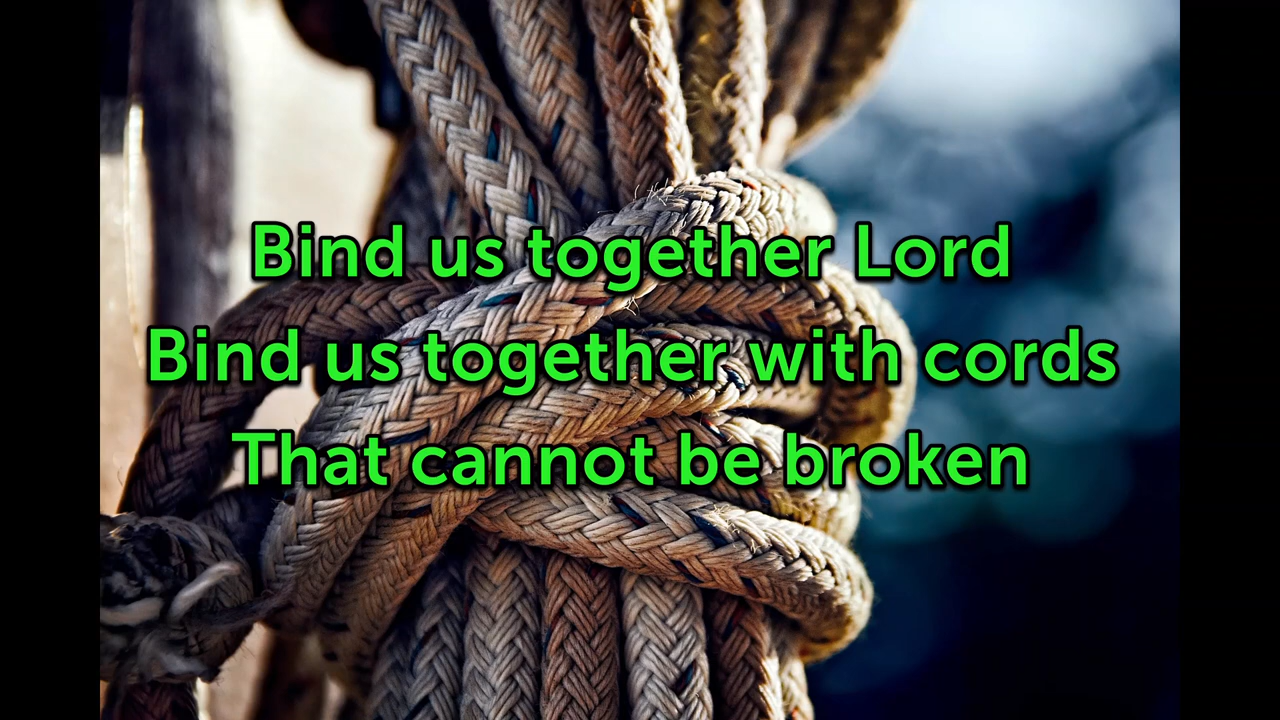 Bind us together Lord
Bind us together with cords
That cannot be broken